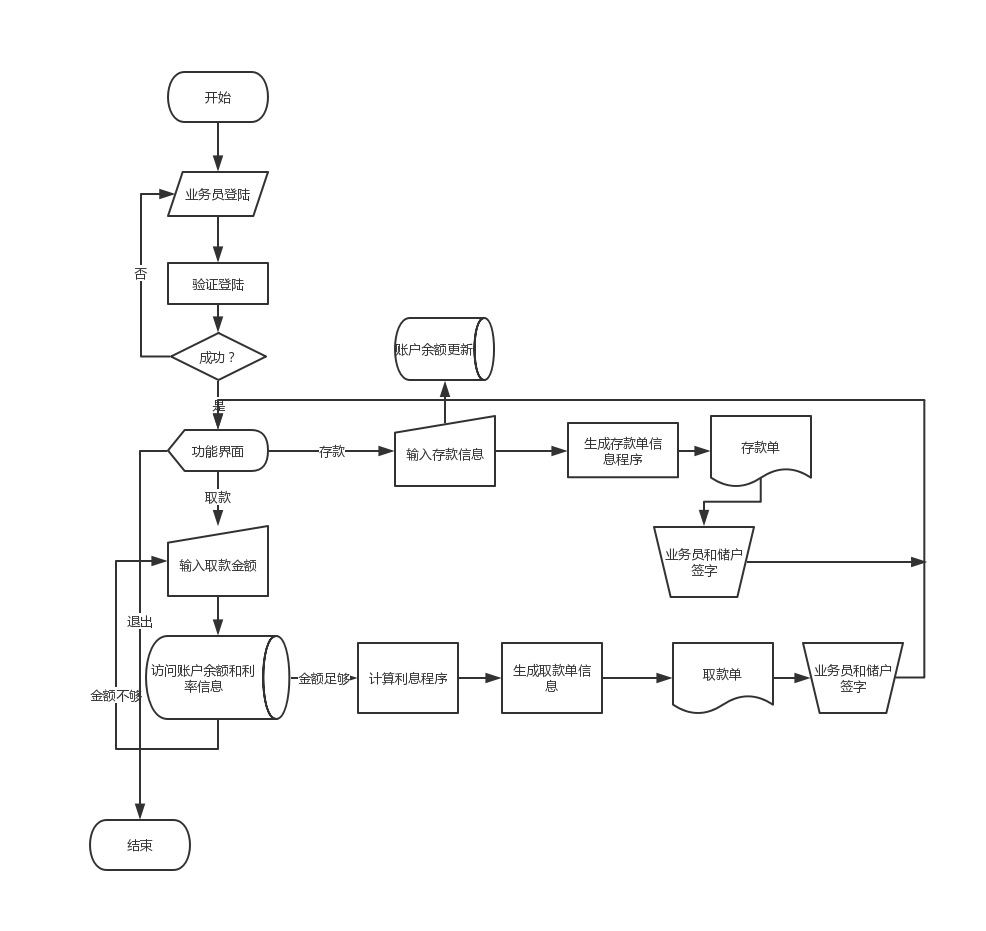 开始
业务员登陆
否
验证登陆
成功？
账户余额更新
是
功能界面
存款
输入存款信息
生成存款单信
息程序
存款单
取款
输入取款金额
业务员和储户
签字
退出
访问账户余额和利
率信息
金额不够
金额足够
计算利息程序
生成取款单信
息
取款单
业务员和储户
签字
结束